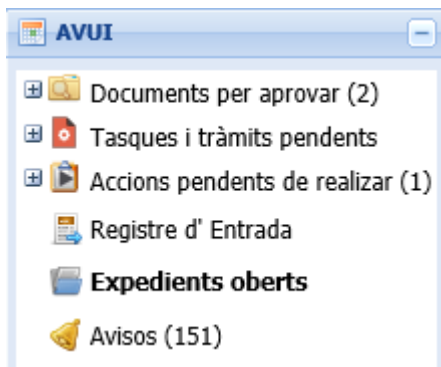 AVUI
Documents per aprovar (2)
Tasques i tràmits pendents
Accions pendents de realizar (1)
Registre d' Entrada
Expedients oberts
Avisos (151)